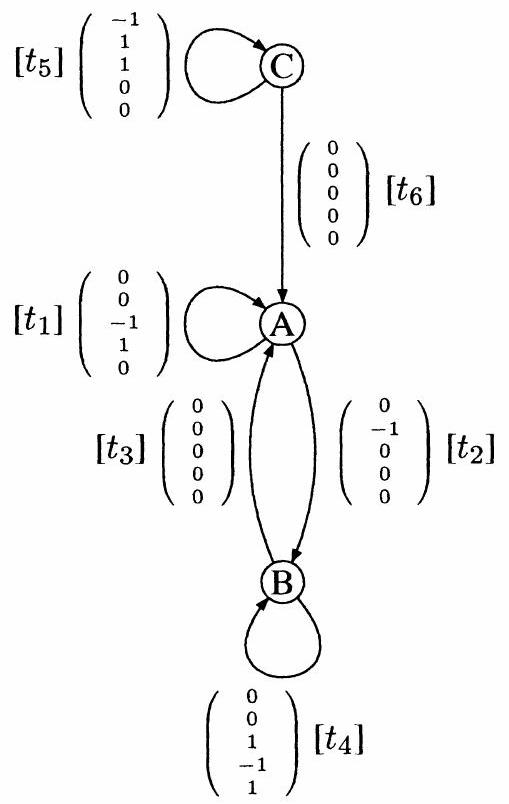 [t5] ( −1 1 1 0 0 ) C
( 0 0 0 0 0 ) [t6]
[t1] ( 0 0 −1 1 0 ) A
[t3] ( 0 0 0 0 0 )
( 0 −1 0 0 0 ) [t2]
B
( 0 0 1 −1 1 ) [t4]